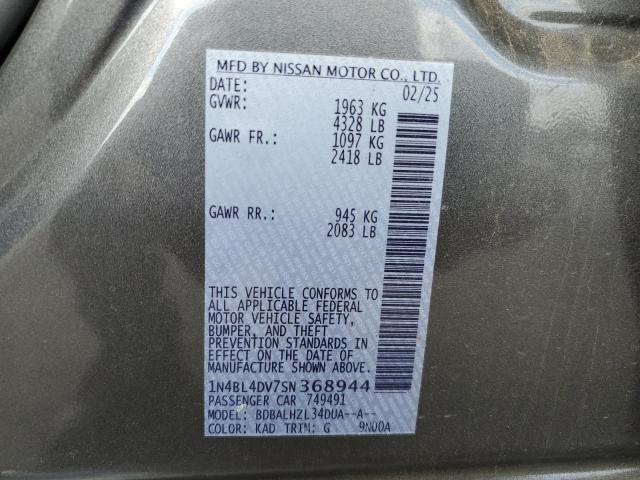 MFD BY NISSAN MOTOR CO., LTD.
DATE: 02/25
GVWR: 1963 KG
4328 LB
GAWR FR.: 1097 KG
2418 LB
GAWR RR.: 945 KG
2083 LB
THIS VEHICLE CONFORMS TO
ALL APPLICABLE FEDERAL
MOTOR VEHICLE SAFETY,
BUMPER, AND THEFT
PREVENTION STANDARDS IN
EFFECT ON THE DATE OF
MANUFACTURE SHOWN ABOVE.
1N4BL4DV7SN368944
PASSENGER CAR 749491
MODEL: BDBALHZL34DUA--A--
COLOR: KAD TRIM: G 9N00A